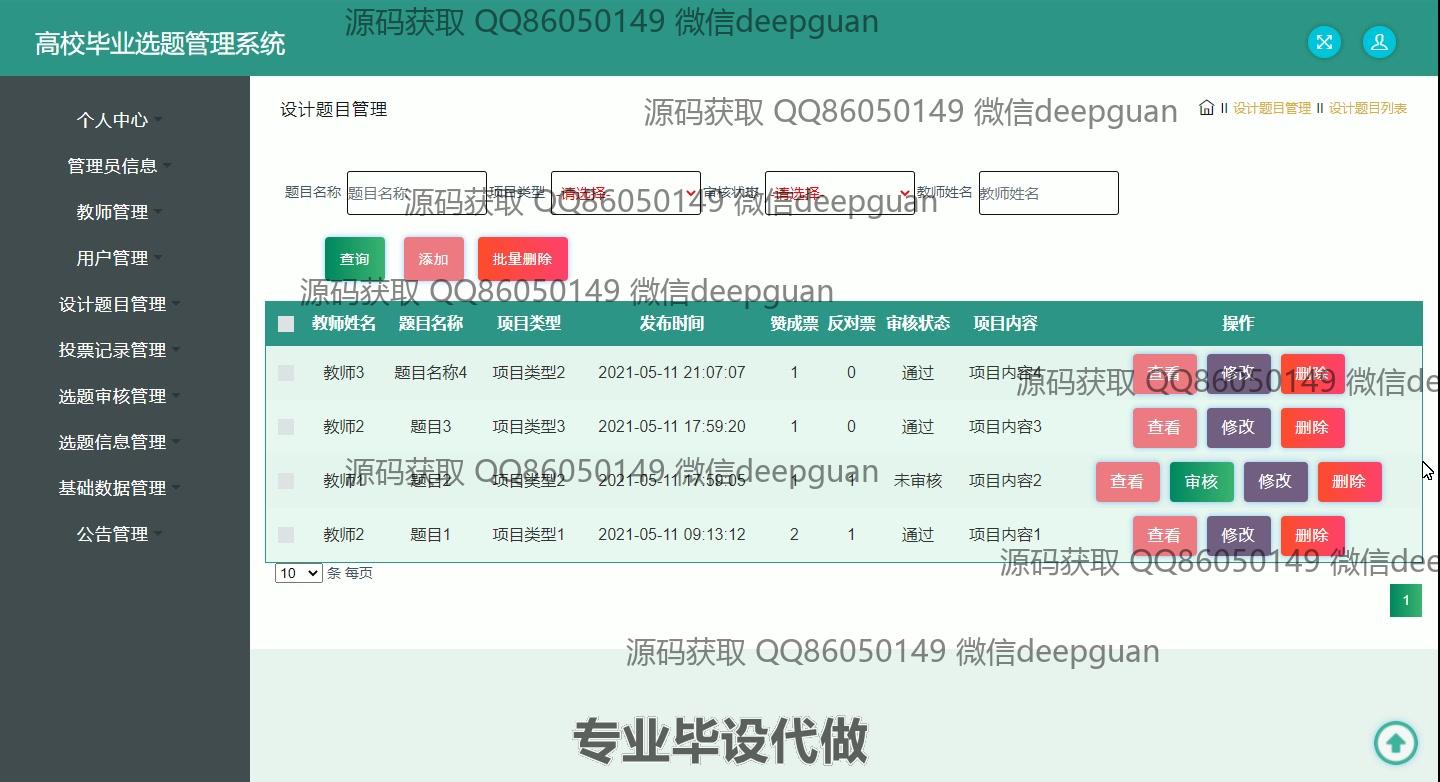 源码获取 QQ86050149 微信deepguan
高校毕业选题管理系统
个人中心
管理员信息
教师管理
用户管理
设计题目管理
投票记录管理
选题审核管理
选题信息管理
基础数据管理
公告管理
设计题目管理
源码获取 QQ86050149 微信deepguan
设计题目管理 设计题目列表
题目名称 题目名称 项目类型 -请选择- 审核状态 -请选择- 教师姓名 教师姓名
源码获取 QQ86050149 微信deepguan
查询 添加 批量删除
源码获取 QQ86050149 微信deepguan
教师姓名 题目名称 项目类型 发布时间 赞成票 反对票 审核状态 项目内容 操作
教师3 题目名称4 项目类型2 2021-05-11 21:07:07 1 0 通过 项目内容4 查看 修改 删除
源码获取 QQ86050149 微信de
教师2 题目3 项目类型3 2021-05-11 17:59:20 1 0 通过 项目内容3 查看 修改 删除
源码获取 QQ86050149 微信deepguan
教师1 题目2 项目类型2 2021-05-11 17:59:05 1 1 未审核 项目内容2 查看 审核 修改 删除
教师2 题目1 项目类型1 2021-05-11 09:13:12 2 1 通过 项目内容1 查看 修改 删除
源码获取 QQ86050149 微信dee
10 条 每页
1
源码获取 QQ86050149 微信deepguan
专业毕设代做